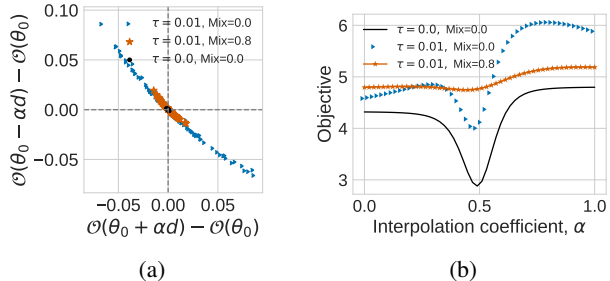 0.10
0.05
0.00
−0.05
−0.05 0.00 0.05
𝒪(θ₀ − αd) − 𝒪(θ₀)
𝒪(θ₀ + αd) − 𝒪(θ₀)
τ = 0.01, Mix=0.0
τ = 0.01, Mix=0.8
τ = 0.0, Mix=0.0
(a)
6
5
4
3
0.0 0.5 1.0
Objective
Interpolation coefficient, α
τ = 0.0, Mix=0.0
τ = 0.01, Mix=0.0
τ = 0.01, Mix=0.8
(b)